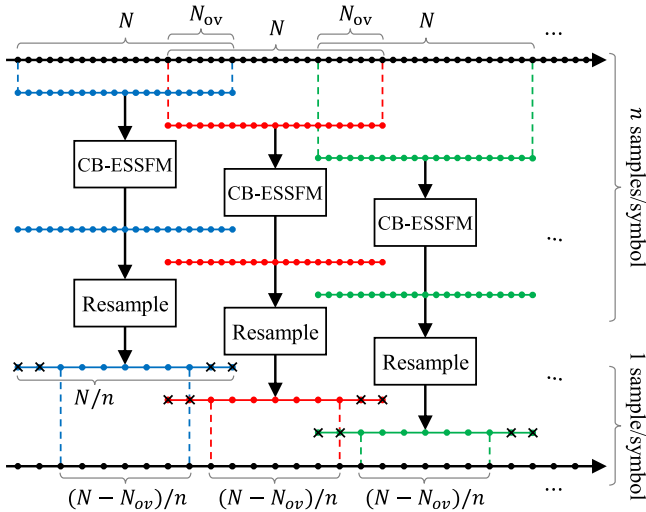 N
N_ov
N
N_ov
N
...
CB-ESSFM
CB-ESSFM
CB-ESSFM
...
n samples/symbol
Resample
Resample
Resample
N/n
...
1 sample/symbol
(N − N_ov)/n
(N − N_ov)/n
(N − N_ov)/n
...